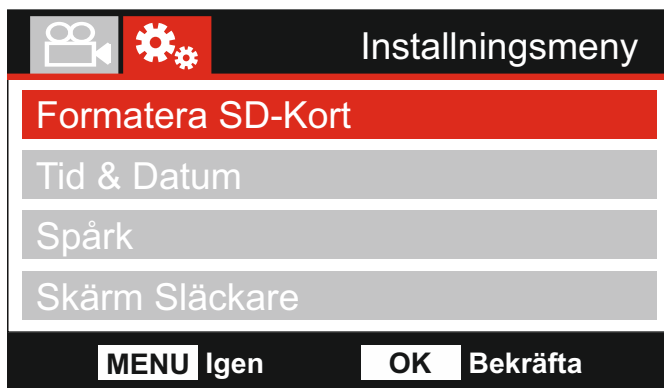 Installningsmeny
Formatera SD-Kort
Tid & Datum
Spårk
Skärm Släckare
MENU Igen OK Bekräfta